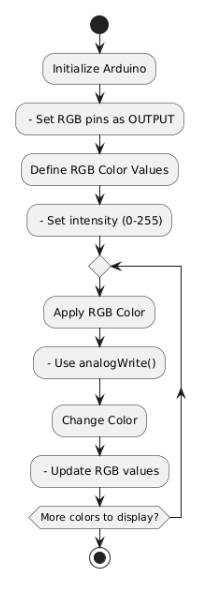 Initialize Arduino
- Set RGB pins as OUTPUT
Define RGB Color Values
- Set intensity (0-255)
Apply RGB Color
- Use analogWrite()
Change Color
- Update RGB values
More colors to display?